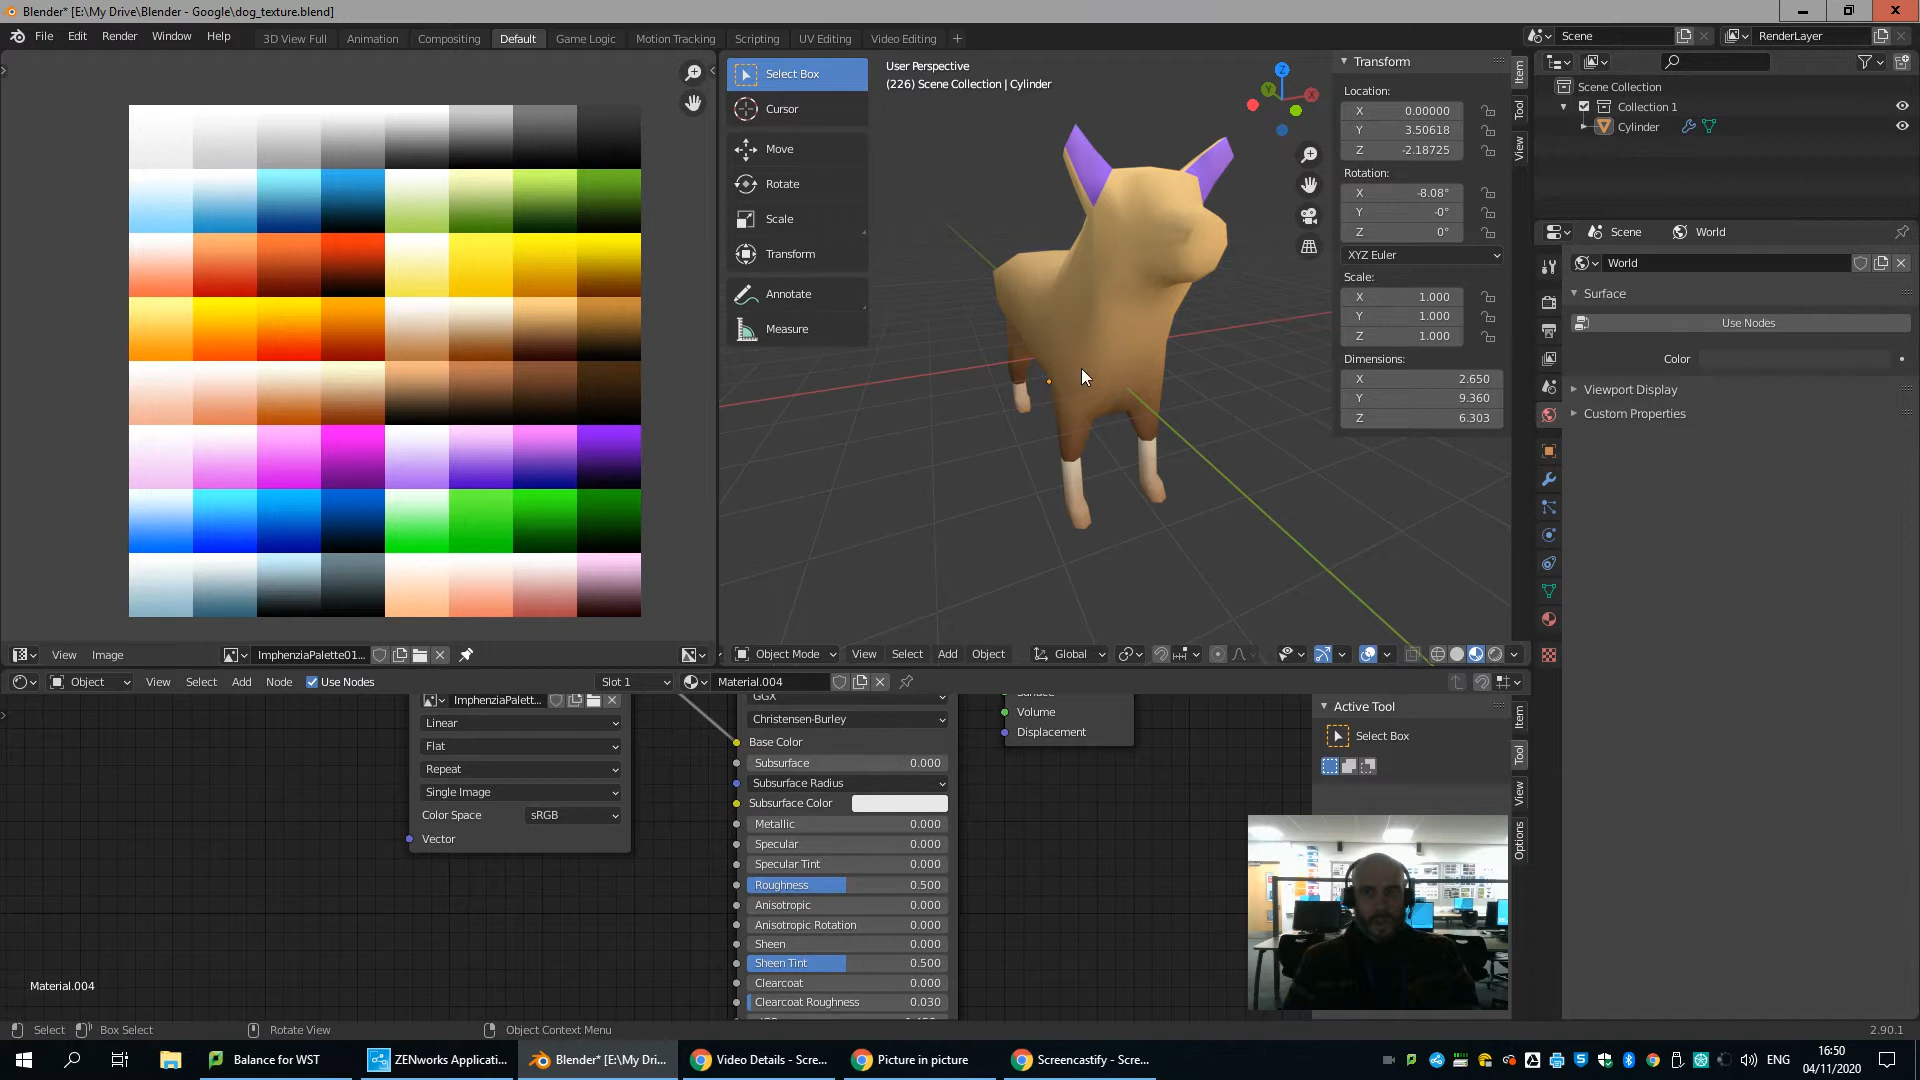 Blender* [E:\My Drive\Blender - Google\dog_texture.blend]
File Edit Render Window Help 3D View Full Animation Compositing Default Game Logic Motion Tracking Scripting UV Editing Video Editing +
Scene RenderLayer
Select Box
Cursor
Move
Rotate
Scale
Transform
Annotate
Measure
User Perspective
(226) Scene Collection | Cylinder
Z
Y X
Transform
Location:
X 0.00000
Y 3.50618
Z -2.18725
Rotation:
X -8.08°
Y -0°
Z 0°
XYZ Euler
Scale:
X 1.000
Y 1.000
Z 1.000
Dimensions:
X 2.650
Y 9.360
Z 6.303
Item
Tool
View
Scene Collection
Collection 1
Cylinder
Scene World
World
Surface
Use Nodes
Color
Viewport Display
Custom Properties
View Image ImphenziaPalette01...
Object Mode View Select Add Object Global
Object View Select Add Node Use Nodes Slot 1 Material.004
ImphenziaPalett...
Linear
Flat
Repeat
Single Image
Color Space sRGB
Vector
GGX
Christensen-Burley
Base Color
Subsurface 0.000
Subsurface Radius
Subsurface Color
Metallic 0.000
Specular 0.000
Specular Tint 0.000
Roughness 0.500
Anisotropic 0.000
Anisotropic Rotation 0.000
Sheen 0.000
Sheen Tint 0.500
Clearcoat 0.000
Clearcoat Roughness 0.030
Volume
Displacement
Active Tool
Select Box
Item
Tool
View
Options
Material.004
Select Box Select Rotate View Object Context Menu 2.90.1
Balance for WST ZENworks Applicati... Blender* [E:\My Dri... Video Details - Scre... Picture in picture Screencastify - Scre... ENG 16:50
04/11/2020